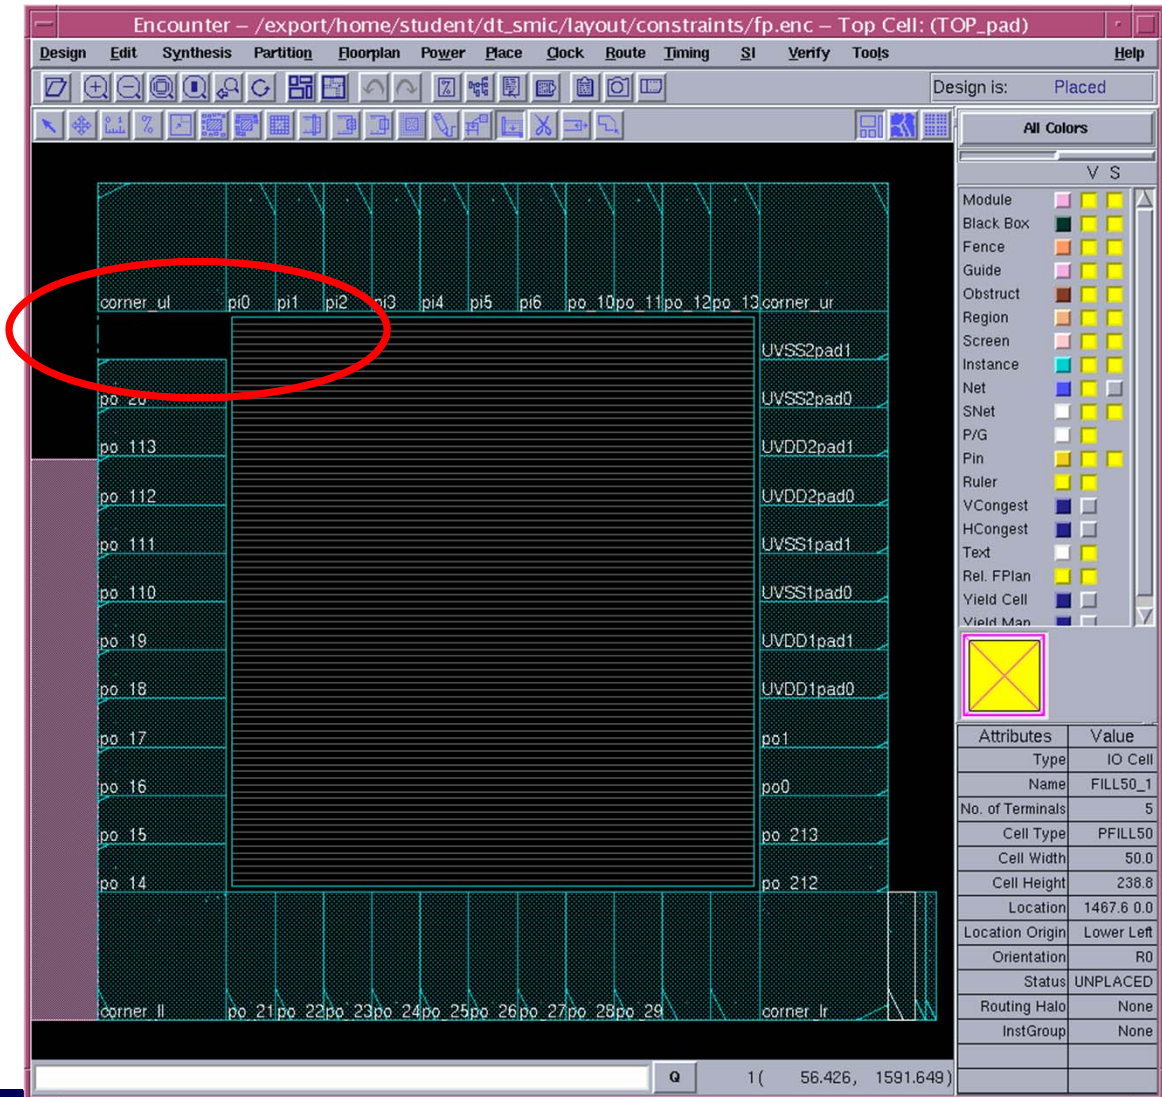 Encounter – /export/home/student/dt_smic/layout/constraints/fp.enc – Top Cell: (TOP_pad)
Design Edit Synthesis Partition Floorplan Power Place Clock Route Timing SI Verify Tools Help
Design is: Placed
All Colors
V S
Module
Black Box
Fence
Guide
Obstruct
Region
Screen
Instance
Net
SNet
P/G
Pin
Ruler
VCongest
HCongest
Text
Rel. FPlan
Yield Cell
Yield Map
corner_ul pi0 pi1 pi2 pi3 pi4 pi5 pi6 po_10 po_11 po_12 po_13 corner_ur
UVSS2pad1
po_20 UVSS2pad0
po_113 UVDD2pad1
po_112 UVDD2pad0
po_111 UVSS1pad1
po_110 UVSS1pad0
po_19 UVDD1pad1
po_18 UVDD1pad0
po_17 po1
po_16 po0
po_15 po_213
po_14 po_212
corner_ll po_21 po_22 po_23 po_24 po_25 po_26 po_27 po_28 po_29 corner_lr
Attributes Value
Type IO Cell
Name FILL50_1
No. of Terminals 5
Cell Type PFILL50
Cell Width 50.0
Cell Height 238.8
Location 1467.6 0.0
Location Origin Lower Left
Orientation R0
Status UNPLACED
Routing Halo None
InstGroup None
Q 1( 56.426, 1591.649)